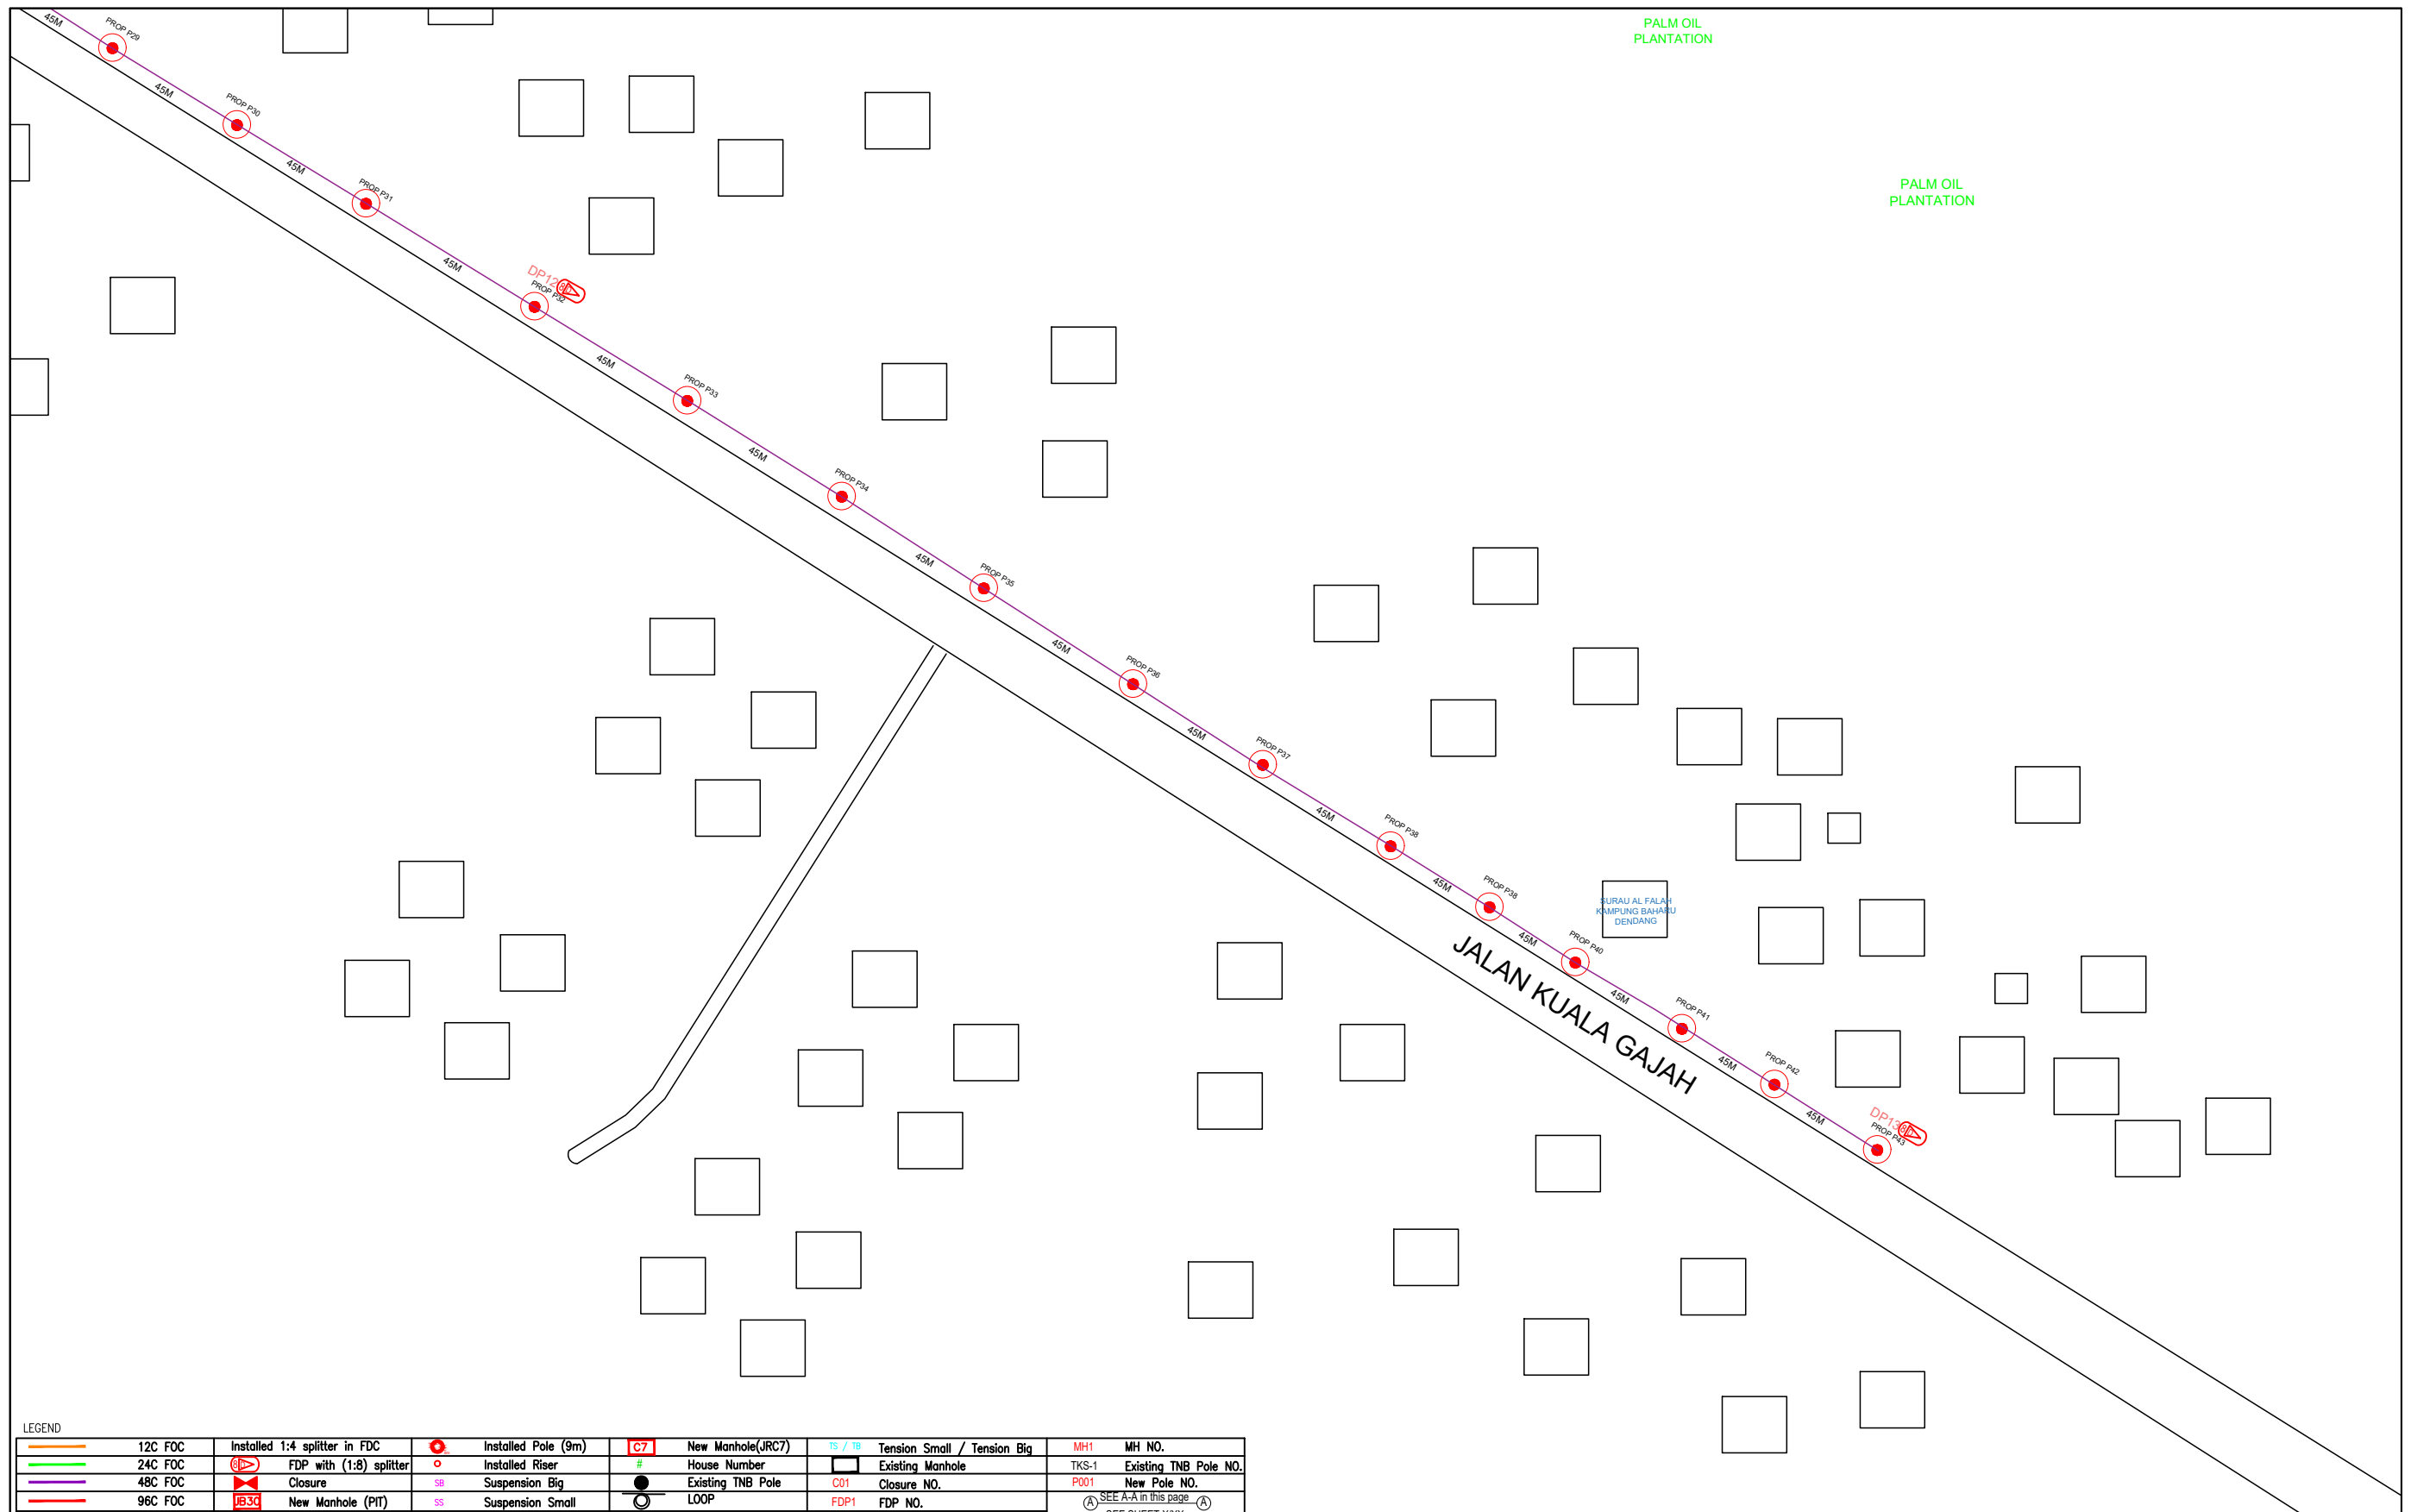 PALM OIL
PLANTATION
PALM OIL
PLANTATION
45M
PROP P29
45M
PROP P30
45M
PROP P31
45M
PROP P32
45M
PROP P33
45M
PROP P34
45M
PROP P35
45M
PROP P36
45M
PROP P37
45M
PROP P38
45M
PROP P38
SURAU AL FALAH
KAMPUNG BAHARU
DENDANG
45M
PROP P40
45M
PROP P41
45M
PROP P42
45M
PROP P43
JALAN KUALA GAJAH
LEGEND
12C FOC
Installed 1:4 splitter in FDC
Installed Pole (9m)
C7 New Manhole(JRC7)
TS / TB Tension Small / Tension Big
MH1 MH NO.
24C FOC
FDP with (1:8) splitter
Installed Riser
# House Number
Existing Manhole
TKS-1 Existing TNB Pole NO.
48C FOC
Closure
SB Suspension Big
Existing TNB Pole
C01 Closure NO.
P001 New Pole NO.
96C FOC
JB30 New Manhole (PIT)
SS Suspension Small
LOOP
FDP1 FDP NO.
A SEE A-A in this page A